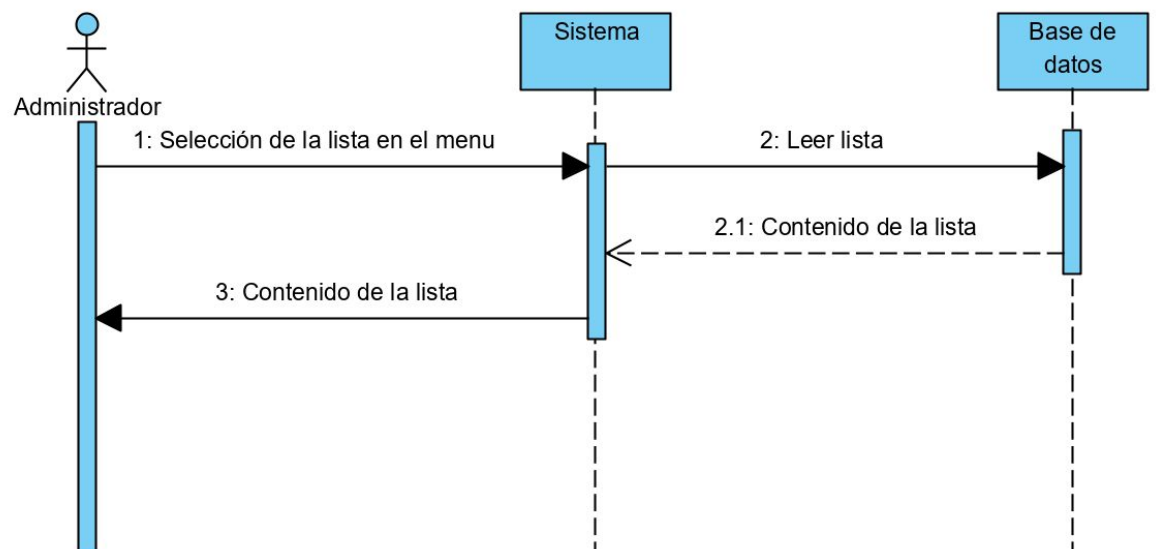 Sistema
Base de
datos
Administrador
1: Selección de la lista en el menu
2: Leer lista
2.1: Contenido de la lista
3: Contenido de la lista